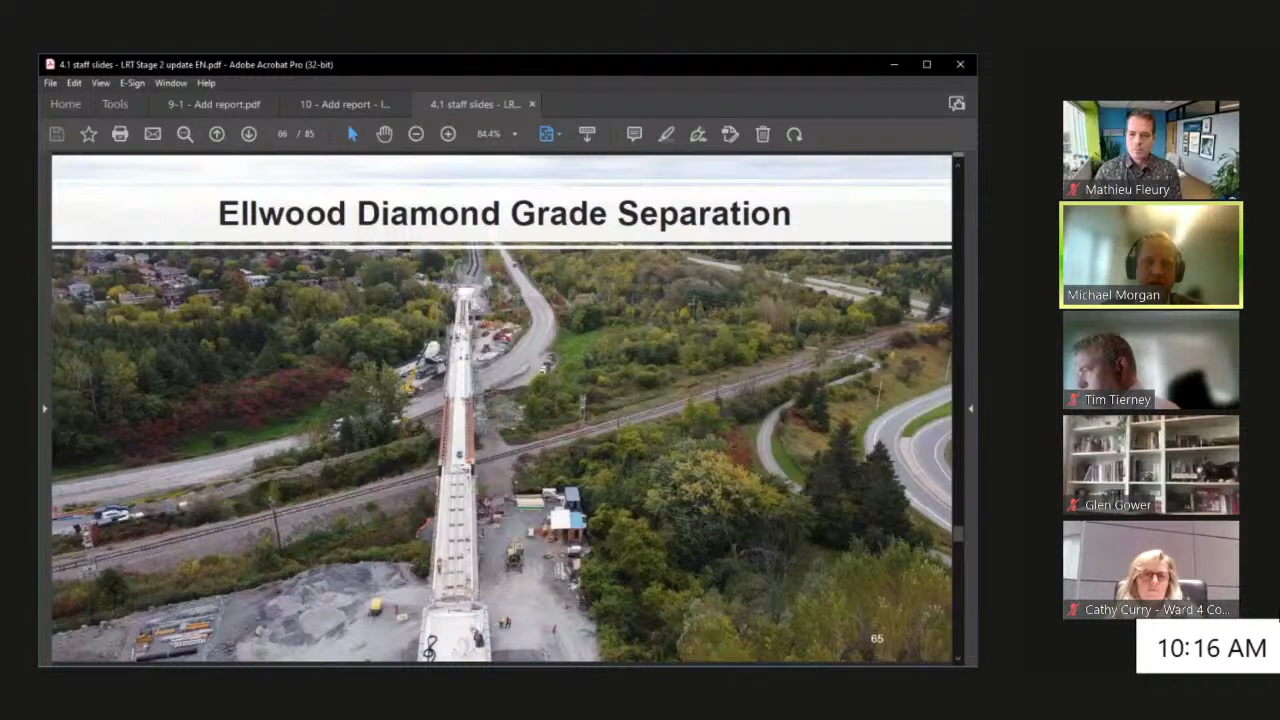 4.1 staff slides - LRT Stage 2 update EN.pdf - Adobe Acrobat Pro (32-bit)
File Edit View E-Sign Window Help
Home Tools 9-1 - Add report.pdf 10 - Add report - I... 4.1 staff slides - LR... ×
66 / 85 84.4%
Ellwood Diamond Grade Separation
65
Mathieu Fleury
Michael Morgan
Tim Tierney
Glen Gower
Cathy Curry - Ward 4 Co...
10:16 AM